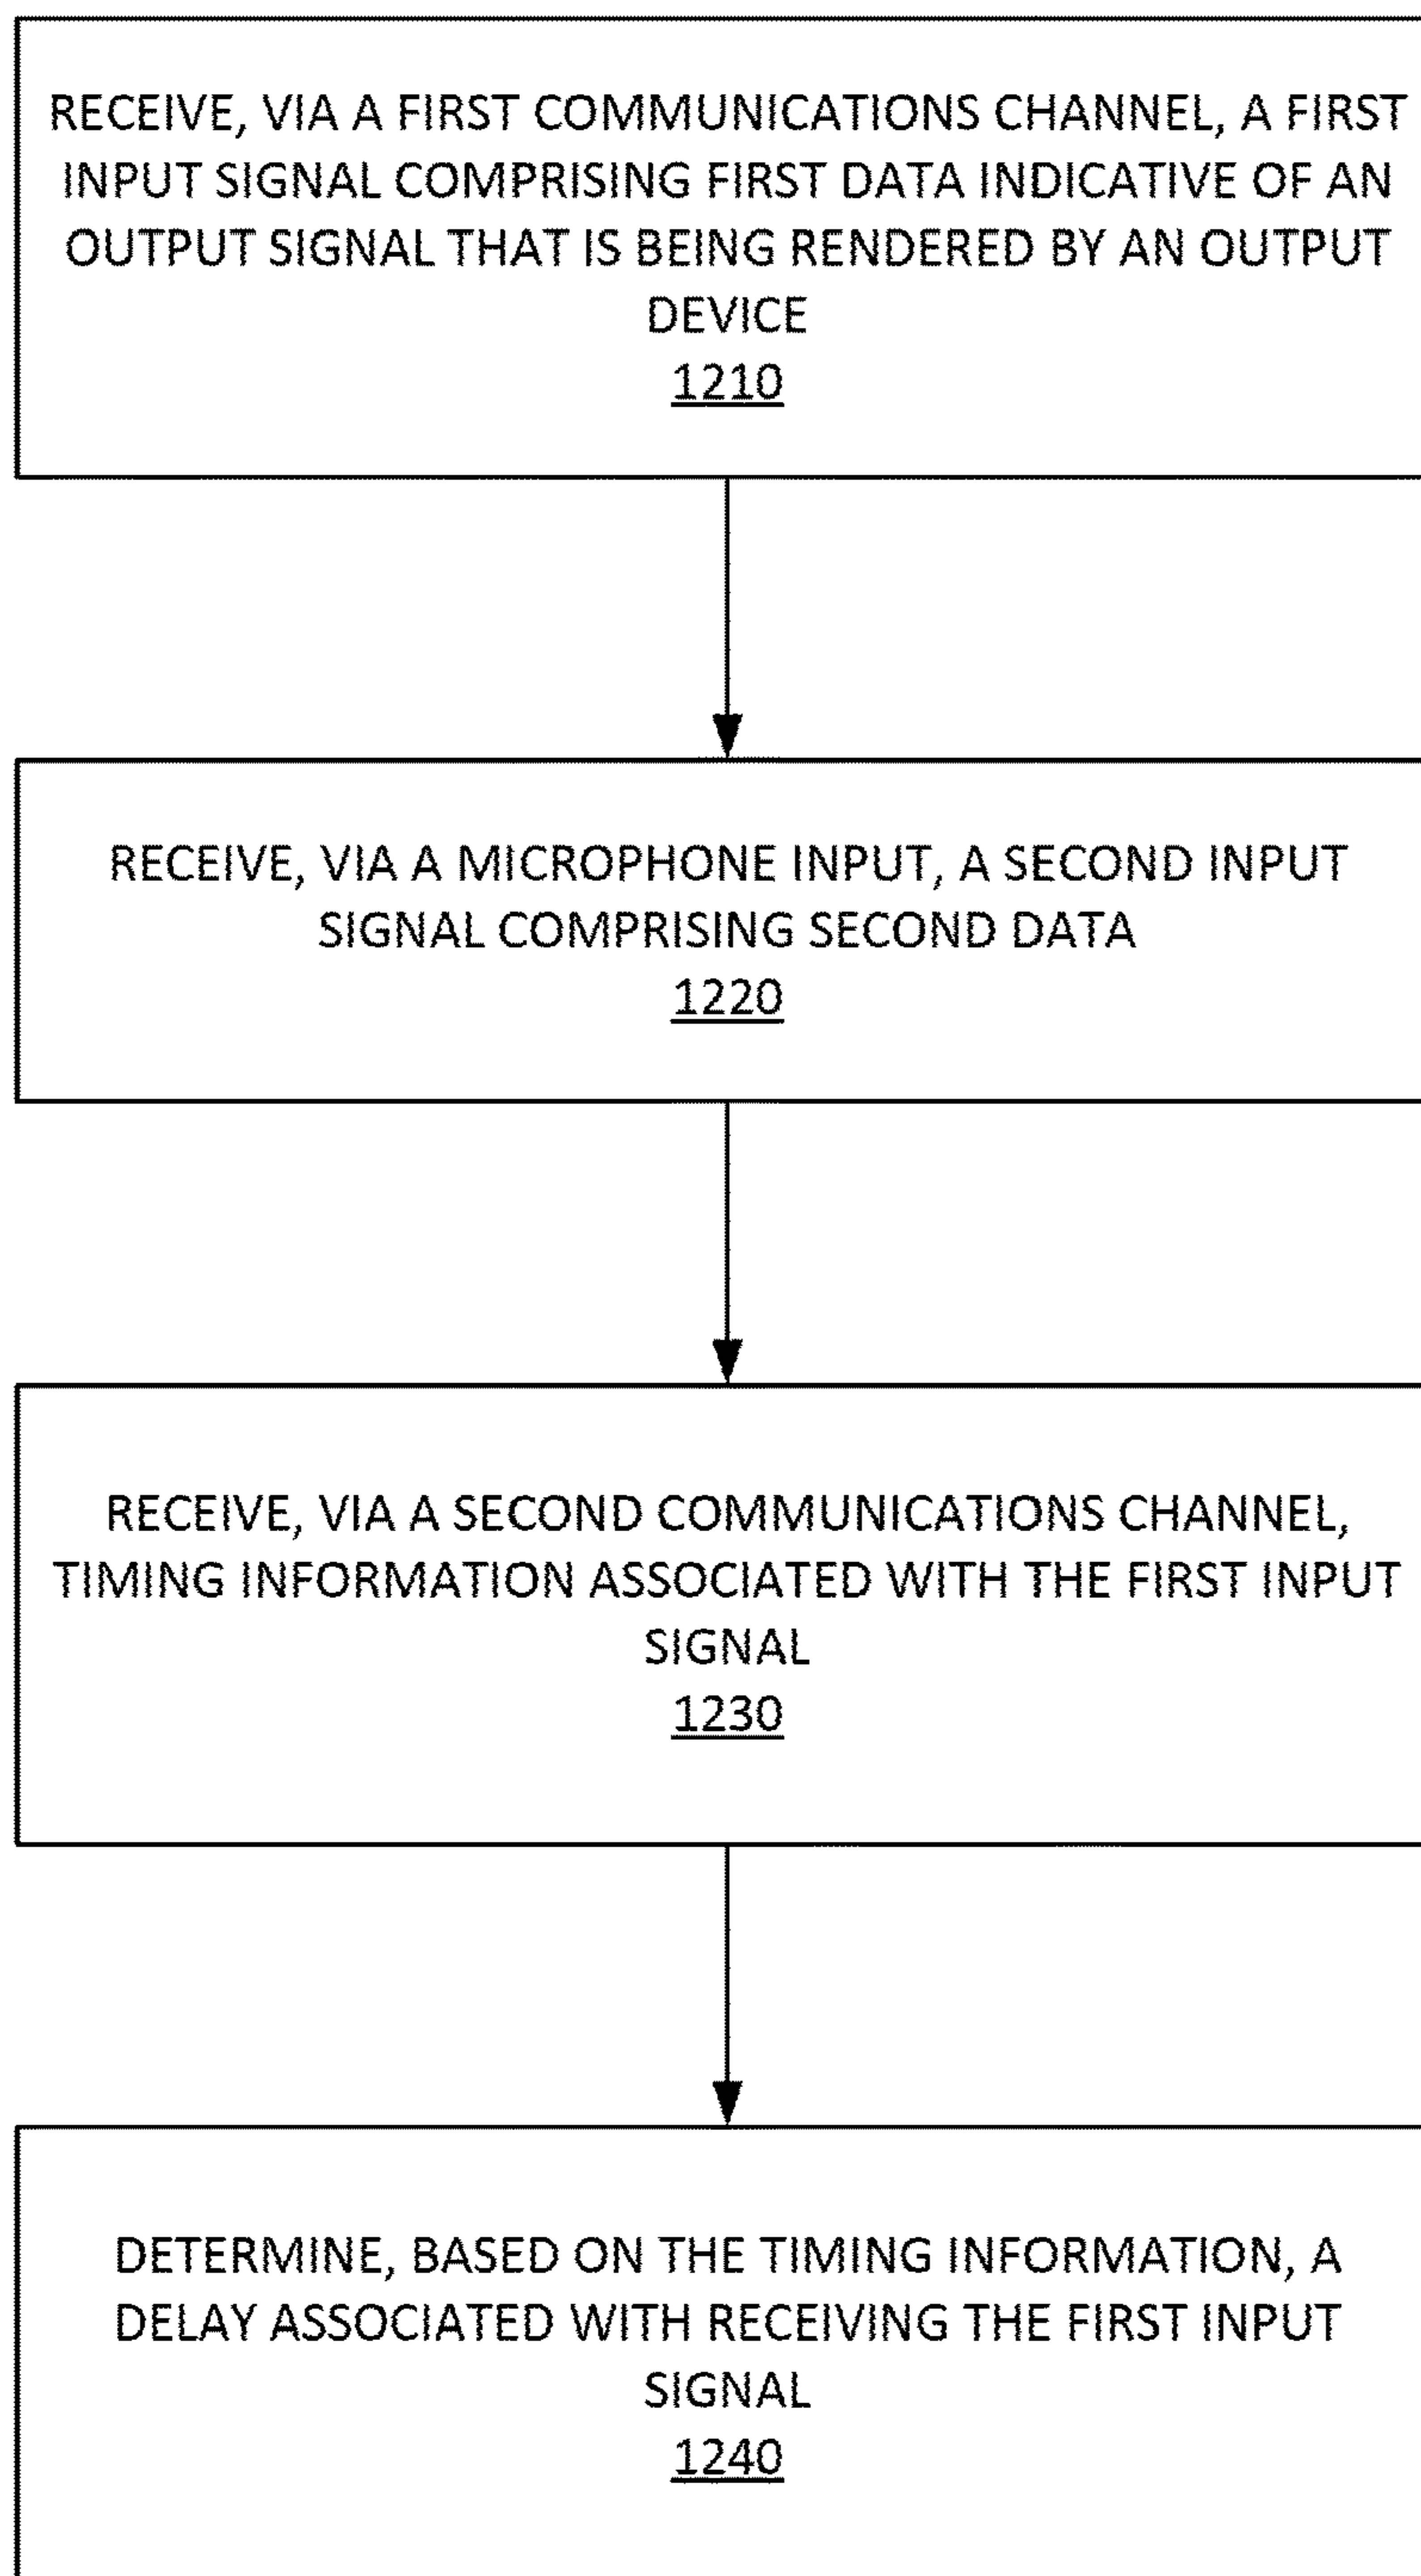 RECEIVE, VIA A FIRST COMMUNICATIONS CHANNEL, A FIRST
INPUT SIGNAL COMPRISING FIRST DATA INDICATIVE OF AN
OUTPUT SIGNAL THAT IS BEING RENDERED BY AN OUTPUT
DEVICE
1210
RECEIVE, VIA A MICROPHONE INPUT, A SECOND INPUT
SIGNAL COMPRISING SECOND DATA
1220
RECEIVE, VIA A SECOND COMMUNICATIONS CHANNEL,
TIMING INFORMATION ASSOCIATED WITH THE FIRST INPUT
SIGNAL
1230
DETERMINE, BASED ON THE TIMING INFORMATION, A
DELAY ASSOCIATED WITH RECEIVING THE FIRST INPUT
SIGNAL
1240